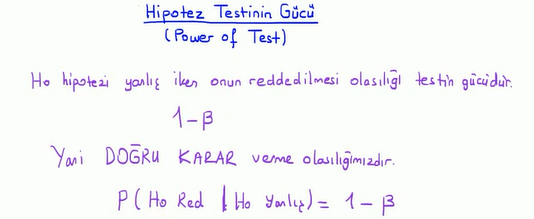 Hipotez Testinin Gücü
(Power of Test)
Ho hipotezi yanlış iken onun reddedilmesi olasılığı testin gücüdür.
1-β
Yani DOĞRU KARAR verme olasılığımızdır.
P(Ho Red | Ho Yanlış) = 1-β